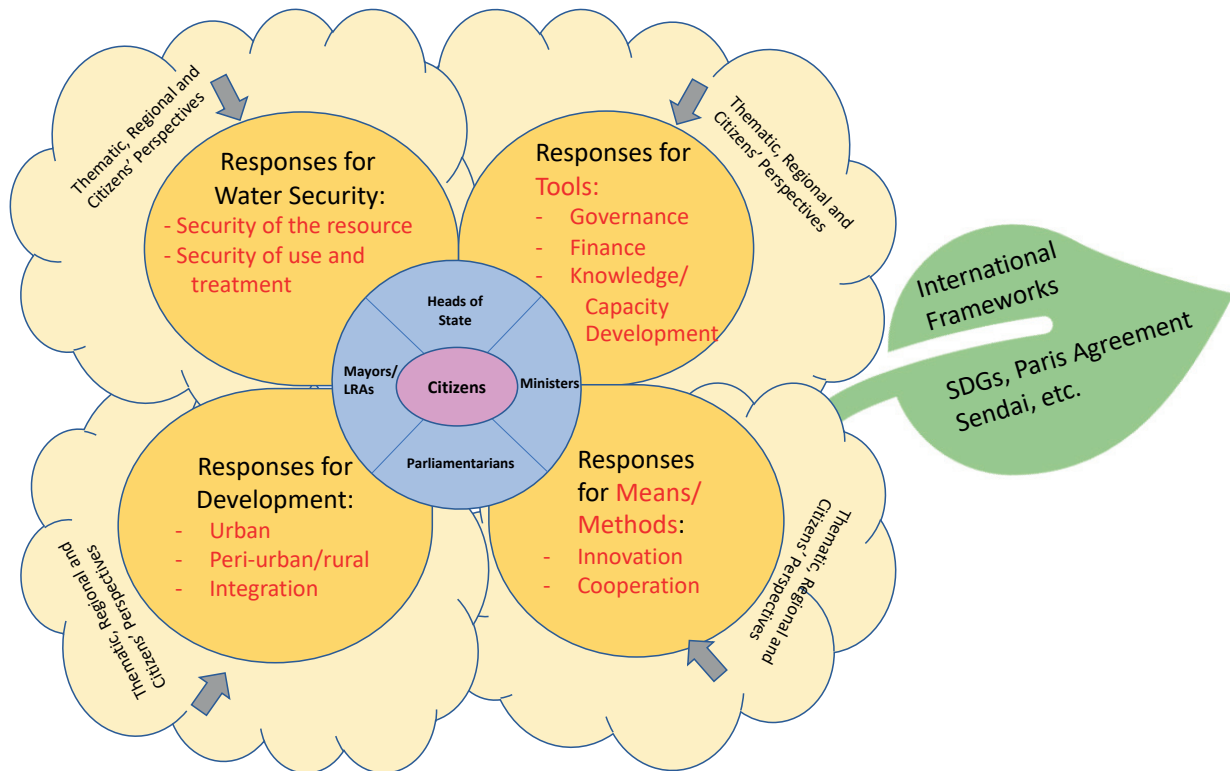 Thematic, Regional and
Citizens’ Perspectives
Responses for
Water Security:
- Security of the resource
- Security of use and
treatment
Responses for
Tools:
- Governance
- Finance
- Knowledge/
Capacity
Development
Thematic, Regional and
Citizens’ Perspectives
Heads of
State
Mayors/
LRAs
Citizens
Ministers
Parliamentarians
International
Frameworks
SDGs, Paris Agreement
Sendai, etc.
Responses for
Development:
- Urban
- Peri-urban/rural
- Integration
Thematic, Regional and
Citizens’ Perspectives
Responses
for Means/
Methods:
- Innovation
- Cooperation
Thematic, Regional and
Citizens’ Perspectives